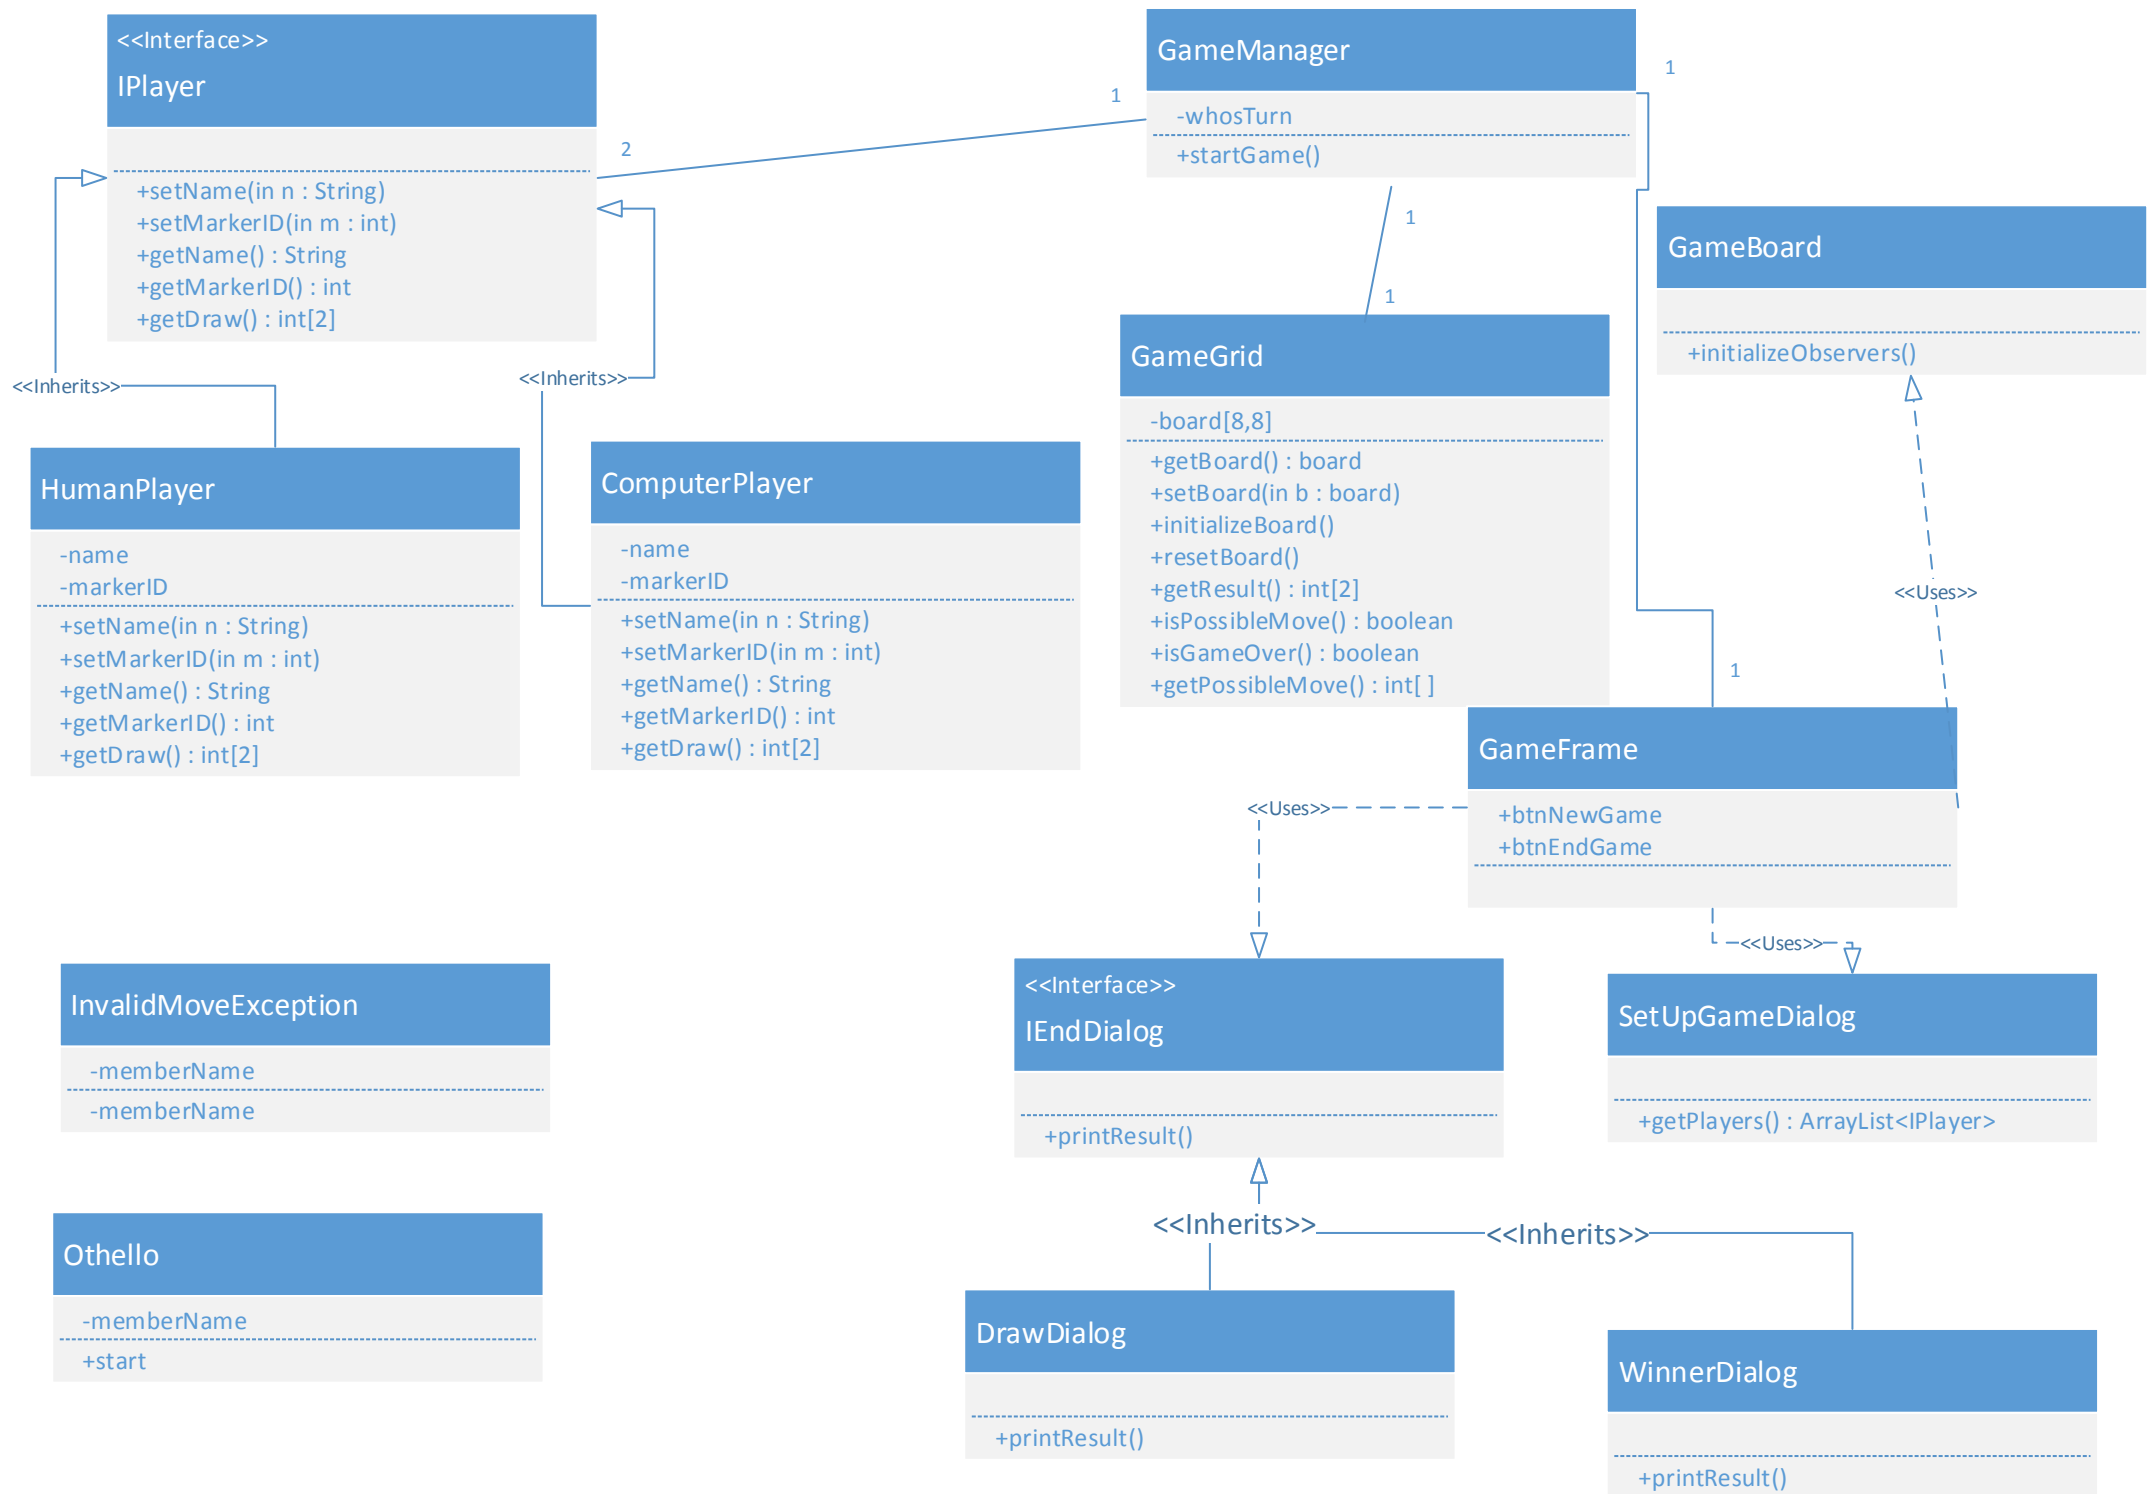 <<Interface>>
IPlayer
+setName(in n : String)
+setMarkerID(in m : int)
+getName() : String
+getMarkerID() : int
+getDraw() : int[2]
2
1
GameManager
-whosTurn
+startGame()
1
1
1
GameBoard
+initializeObservers()
GameGrid
-board[8,8]
+getBoard() : board
+setBoard(in b : board)
+initializeBoard()
+resetBoard()
+getResult() : int[2]
+isPossibleMove() : boolean
+isGameOver() : boolean
+getPossibleMove() : int[ ]
<<Inherits>>
<<Inherits>>
HumanPlayer
-name
-markerID
+setName(in n : String)
+setMarkerID(in m : int)
+getName() : String
+getMarkerID() : int
+getDraw() : int[2]
ComputerPlayer
-name
-markerID
+setName(in n : String)
+setMarkerID(in m : int)
+getName() : String
+getMarkerID() : int
+getDraw() : int[2]
<<Uses>>
1
GameFrame
+btnNewGame
+btnEndGame
<<Uses>>
<<Uses>>
InvalidMoveException
-memberName
-memberName
<<Interface>>
IEndDialog
+printResult()
SetUpGameDialog
+getPlayers() : ArrayList<IPlayer>
<<Inherits>>
<<Inherits>>
Othello
-memberName
+start
DrawDialog
+printResult()
WinnerDialog
+printResult()